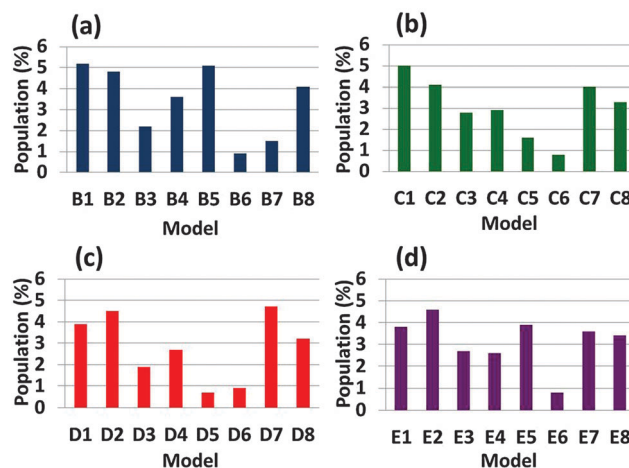 (a)
Population (%)
6
5
4
3
2
1
0
B1 B2 B3 B4 B5 B6 B7 B8
Model
(b)
Population (%)
6
5
4
3
2
1
0
C1 C2 C3 C4 C5 C6 C7 C8
Model
(c)
Population (%)
6
5
4
3
2
1
0
D1 D2 D3 D4 D5 D6 D7 D8
Model
(d)
Population (%)
6
5
4
3
2
1
0
E1 E2 E3 E4 E5 E6 E7 E8
Model